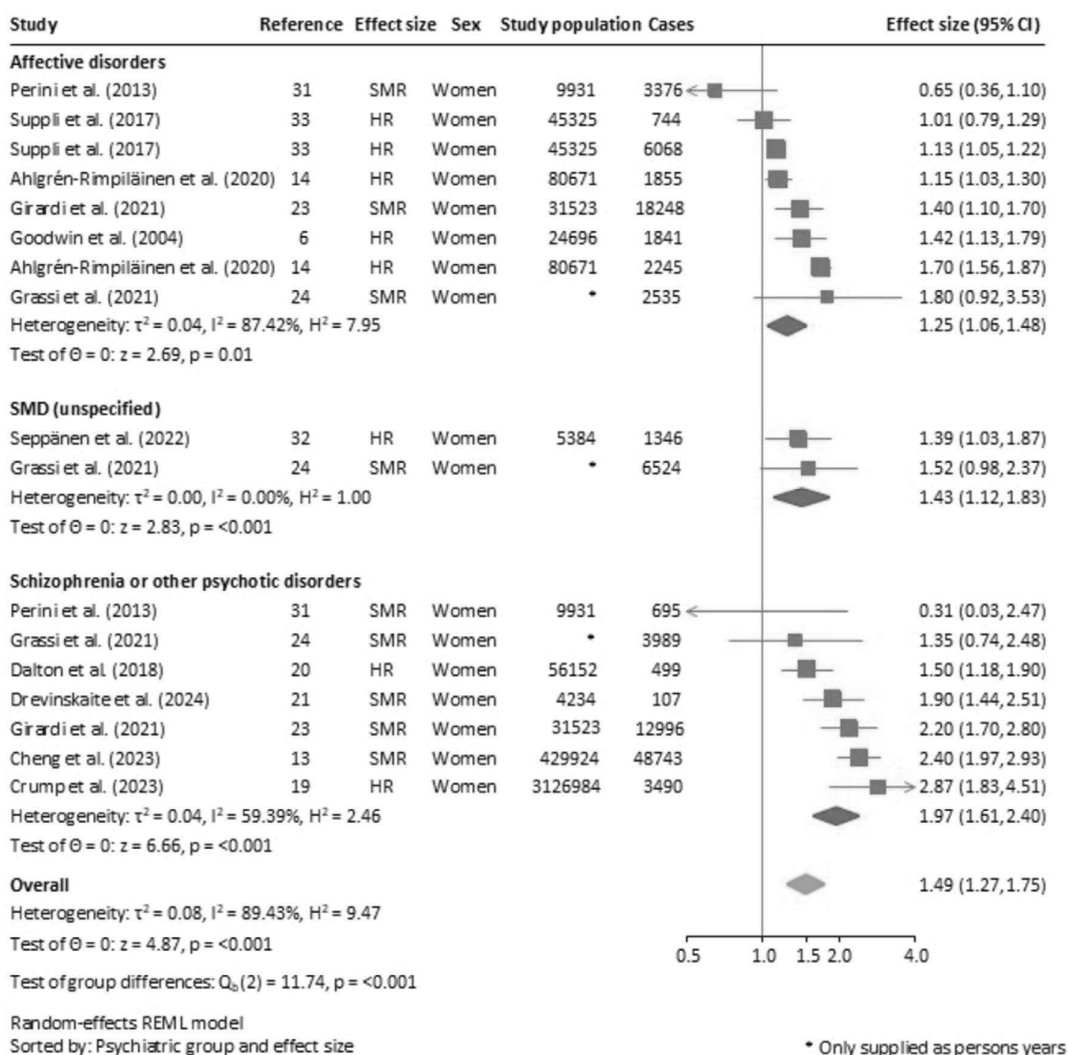 Study Reference Effect size Sex Study population Cases Effect size (95% CI)
Affective disorders
Perini et al. (2013) 31 SMR Women 9931 3376 0.65 (0.36, 1.10)
Suppli et al. (2017) 33 HR Women 45325 744 1.01 (0.79, 1.29)
Suppli et al. (2017) 33 HR Women 45325 6068 1.13 (1.05, 1.22)
Ahlgrén-Rimpiläinen et al. (2020) 14 HR Women 80671 1855 1.15 (1.03, 1.30)
Girardi et al. (2021) 23 SMR Women 31523 18248 1.40 (1.10, 1.70)
Goodwin et al. (2004) 6 HR Women 24696 1841 1.42 (1.13, 1.79)
Ahlgrén-Rimpiläinen et al. (2020) 14 HR Women 80671 2245 1.70 (1.56, 1.87)
Grassi et al. (2021) 24 SMR Women * 2535 1.80 (0.92, 3.53)
Heterogeneity: τ² = 0.04, I² = 87.42%, H² = 7.95 1.25 (1.06, 1.48)
Test of Θ = 0: z = 2.69, p = 0.01
SMD (unspecified)
Seppänen et al. (2022) 32 HR Women 5384 1346 1.39 (1.03, 1.87)
Grassi et al. (2021) 24 SMR Women * 6524 1.52 (0.98, 2.37)
Heterogeneity: τ² = 0.00, I² = 0.00%, H² = 1.00 1.43 (1.12, 1.83)
Test of Θ = 0: z = 2.83, p = <0.001
Schizophrenia or other psychotic disorders
Perini et al. (2013) 31 SMR Women 9931 695 0.31 (0.03, 2.47)
Grassi et al. (2021) 24 SMR Women * 3989 1.35 (0.74, 2.48)
Dalton et al. (2018) 20 HR Women 56152 499 1.50 (1.18, 1.90)
Drevinskaite et al. (2024) 21 SMR Women 4234 107 1.90 (1.44, 2.51)
Girardi et al. (2021) 23 SMR Women 31523 12996 2.20 (1.70, 2.80)
Cheng et al. (2023) 13 SMR Women 429924 48743 2.40 (1.97, 2.93)
Crump et al. (2023) 19 HR Women 3126984 3490 2.87 (1.83, 4.51)
Heterogeneity: τ² = 0.04, I² = 59.39%, H² = 2.46 1.97 (1.61, 2.40)
Test of Θ = 0: z = 6.66, p = <0.001
Overall 1.49 (1.27, 1.75)
Heterogeneity: τ² = 0.08, I² = 89.43%, H² = 9.47
Test of Θ = 0: z = 4.87, p = <0.001
0.5 1.0 1.5 2.0 4.0
Test of group differences: Q_b(2) = 11.74, p = <0.001
Random-effects REML model
Sorted by: Psychiatric group and effect size * Only supplied as persons years